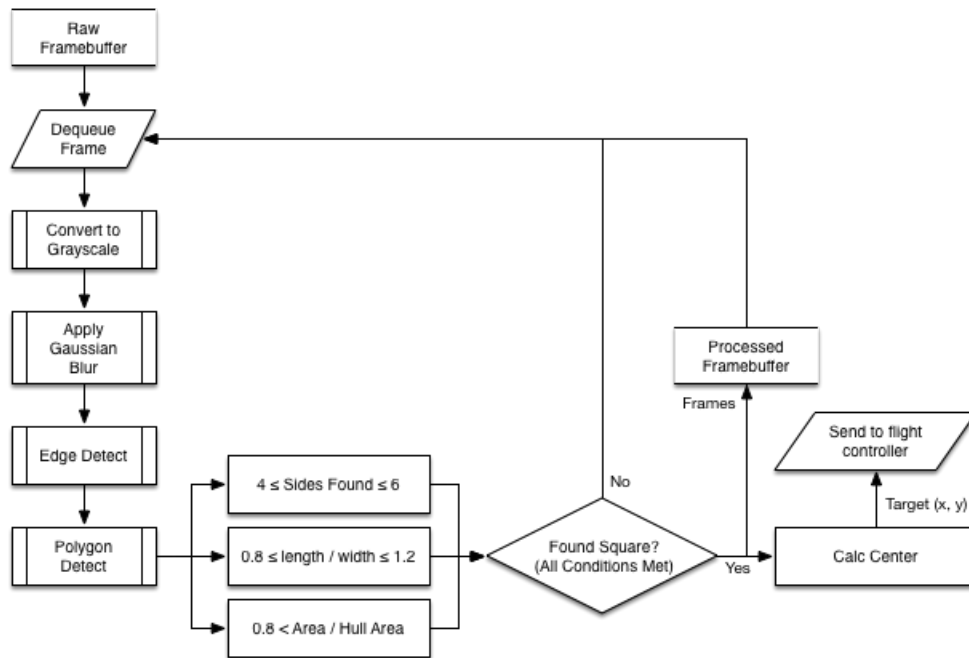 Raw
Framebuffer
Dequeue
Frame
Convert to
Grayscale
Apply
Gaussian
Blur
Edge Detect
Polygon
Detect
4 ≤ Sides Found ≤ 6
0.8 ≤ length / width ≤ 1.2
0.8 < Area / Hull Area
Found Square?
(All Conditions Met)
No
Yes
Frames
Processed
Framebuffer
Calc Center
Target (x, y)
Send to flight
controller